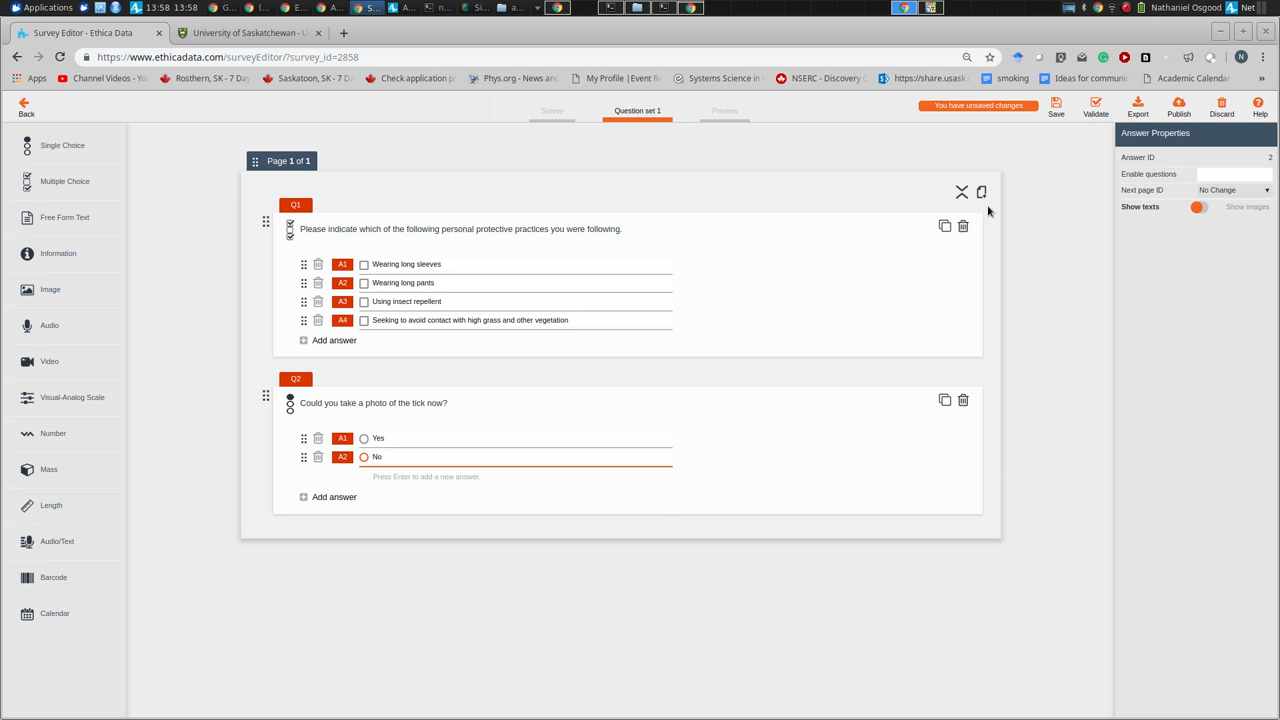 Applications 13:58 13:58 G.. E.. E.. A... S... A... n... Si... a... Nathaniel Osgood Net
Survey Editor - Ethica Data University of Saskatchewan - U
https://www.ethicadata.com/surveyEditor/?survey_id=2858 N
Apps Channel Videos - Yo Rosthern, SK - 7 Day Saskatoon, SK - 7 Da Check application p Phys.org - News and My Profile | Event R Systems Science in NSERC - Discovery https://share.usask. smoking Ideas for communic Academic Calendar »
Back Survey Question set 1 Preview You have unsaved changes Save Validate Export Publish Discard Help
Single Choice
Multiple Choice
Free Form Text
Information
Image
Audio
Video
Visual-Analog Scale
Number
Mass
Length
Audio/Text
Barcode
Calendar
Page 1 of 1
Q1
Please indicate which of the following personal protective practices you were following.
A1 Wearing long sleeves
A2 Wearing long pants
A3 Using insect repellent
A4 Seeking to avoid contact with high grass and other vegetation
Add answer
Q2
Could you take a photo of the tick now?
A1 Yes
A2 No
Press Enter to add a new answer.
Add answer
Answer Properties
Answer ID 2
Enable questions
Next page ID No Change
Show texts Show images